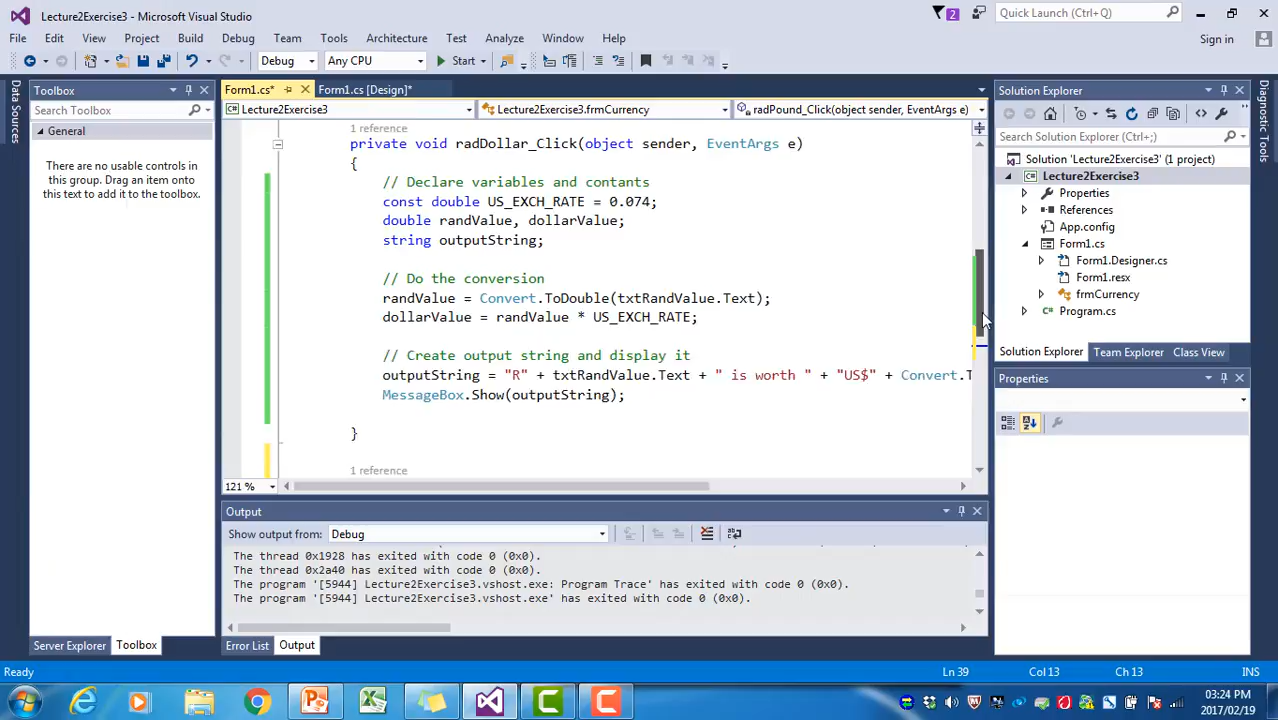 Lecture2Exercise3 - Microsoft Visual Studio
2
Quick Launch (Ctrl+Q)
File Edit View Project Build Debug Team Tools Architecture Test Analyze Window Help
Sign in
Debug Any CPU Start
Data Sources
Toolbox
Search Toolbox
General
There are no usable controls in
this group. Drag an item onto
this text to add it to the toolbox.
Server Explorer Toolbox
Form1.cs* Form1.cs [Design]*
Lecture2Exercise3 Lecture2Exercise3.frmCurrency radPound_Click(object sender, EventArgs e)
1 reference
private void radDollar_Click(object sender, EventArgs e)
{
// Declare variables and contants
const double US_EXCH_RATE = 0.074;
double randValue, dollarValue;
string outputString;
// Do the conversion
randValue = Convert.ToDouble(txtRandValue.Text);
dollarValue = randValue * US_EXCH_RATE;
// Create output string and display it
outputString = "R" + txtRandValue.Text + " is worth " + "US$" + Convert.T
MessageBox.Show(outputString);
}
1 reference
121 %
Output
Show output from: Debug
The thread 0x1928 has exited with code 0 (0x0).
The thread 0x2a40 has exited with code 0 (0x0).
The program '[5944] Lecture2Exercise3.vshost.exe: Program Trace' has exited with code 0 (0x0).
The program '[5944] Lecture2Exercise3.vshost.exe' has exited with code 0 (0x0).
Error List Output
Solution Explorer
Search Solution Explorer (Ctrl+;)
Solution 'Lecture2Exercise3' (1 project)
Lecture2Exercise3
Properties
References
App.config
Form1.cs
Form1.Designer.cs
Form1.resx
frmCurrency
Program.cs
Solution Explorer Team Explorer Class View
Properties
Diagnostic Tools
Ready Ln 39 Col 13 Ch 13 INS
03:24 PM
2017/02/19